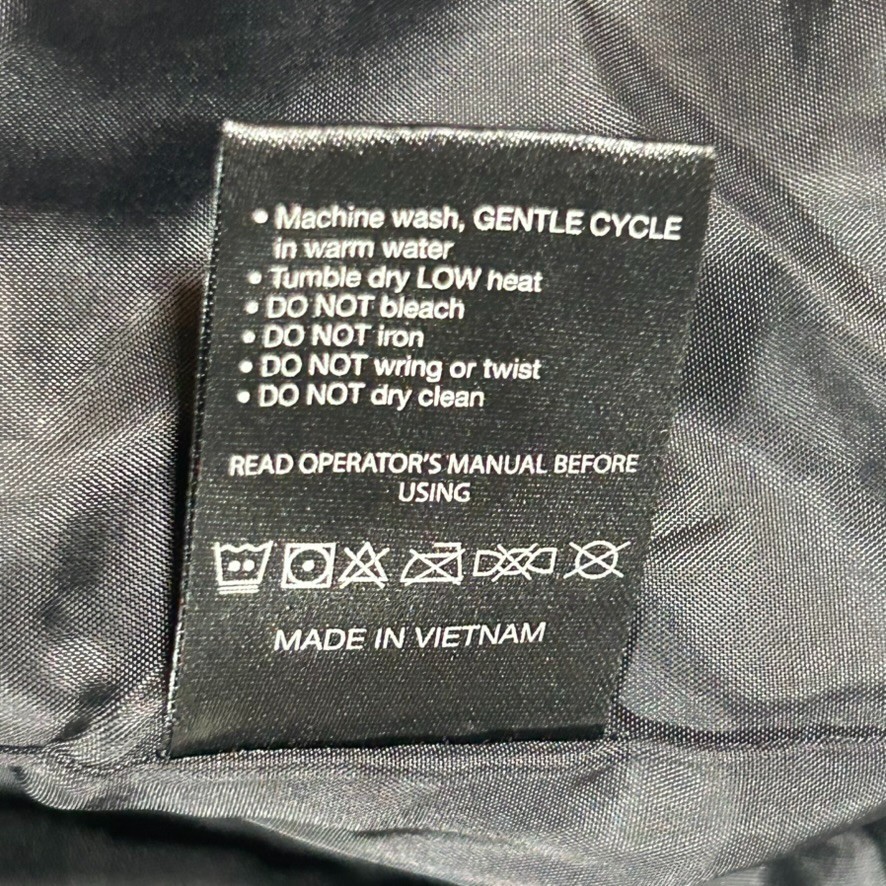 • Machine wash, GENTLE CYCLE
in warm water
• Tumble dry LOW heat
• DO NOT bleach
• DO NOT iron
• DO NOT wring or twist
• DO NOT dry clean
READ OPERATOR'S MANUAL BEFORE
USING
MADE IN VIETNAM